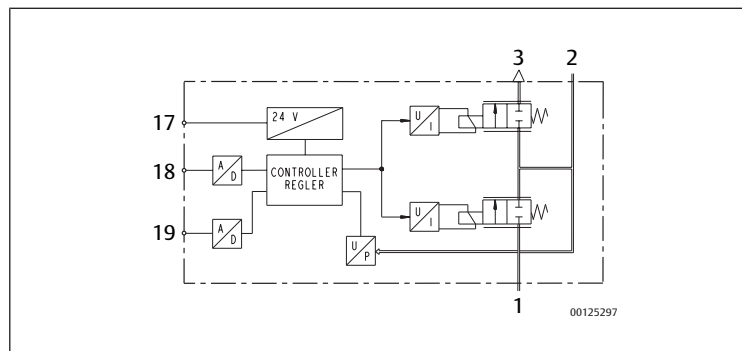 3 2
17
24 V
U
I
18
A
D
CONTROLLER
REGLER
19
A
D
U
I
U
P
1
00125297